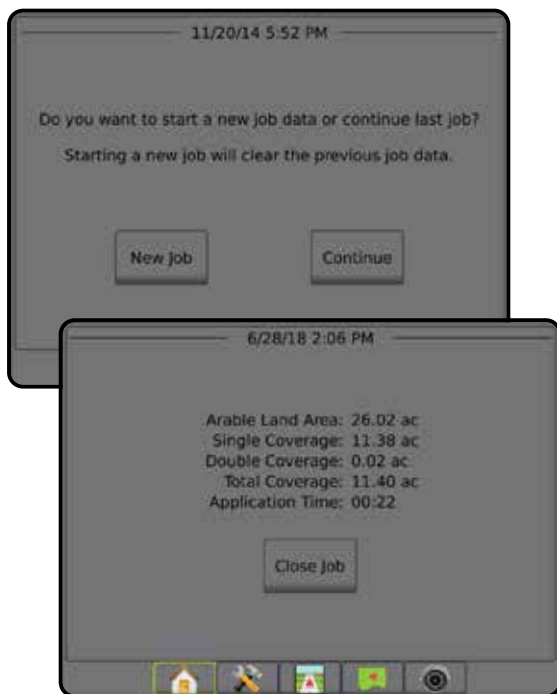 11/20/14 5:52 PM
Do you want to start a new job data or continue last job?
Starting a new job will clear the previous job data.
New Job
Continue
6/28/18 2:06 PM
Arable Land Area: 26.02 ac
Single Coverage: 11.38 ac
Double Coverage: 0.02 ac
Total Coverage: 11.40 ac
Application Time: 00:22
Close Job